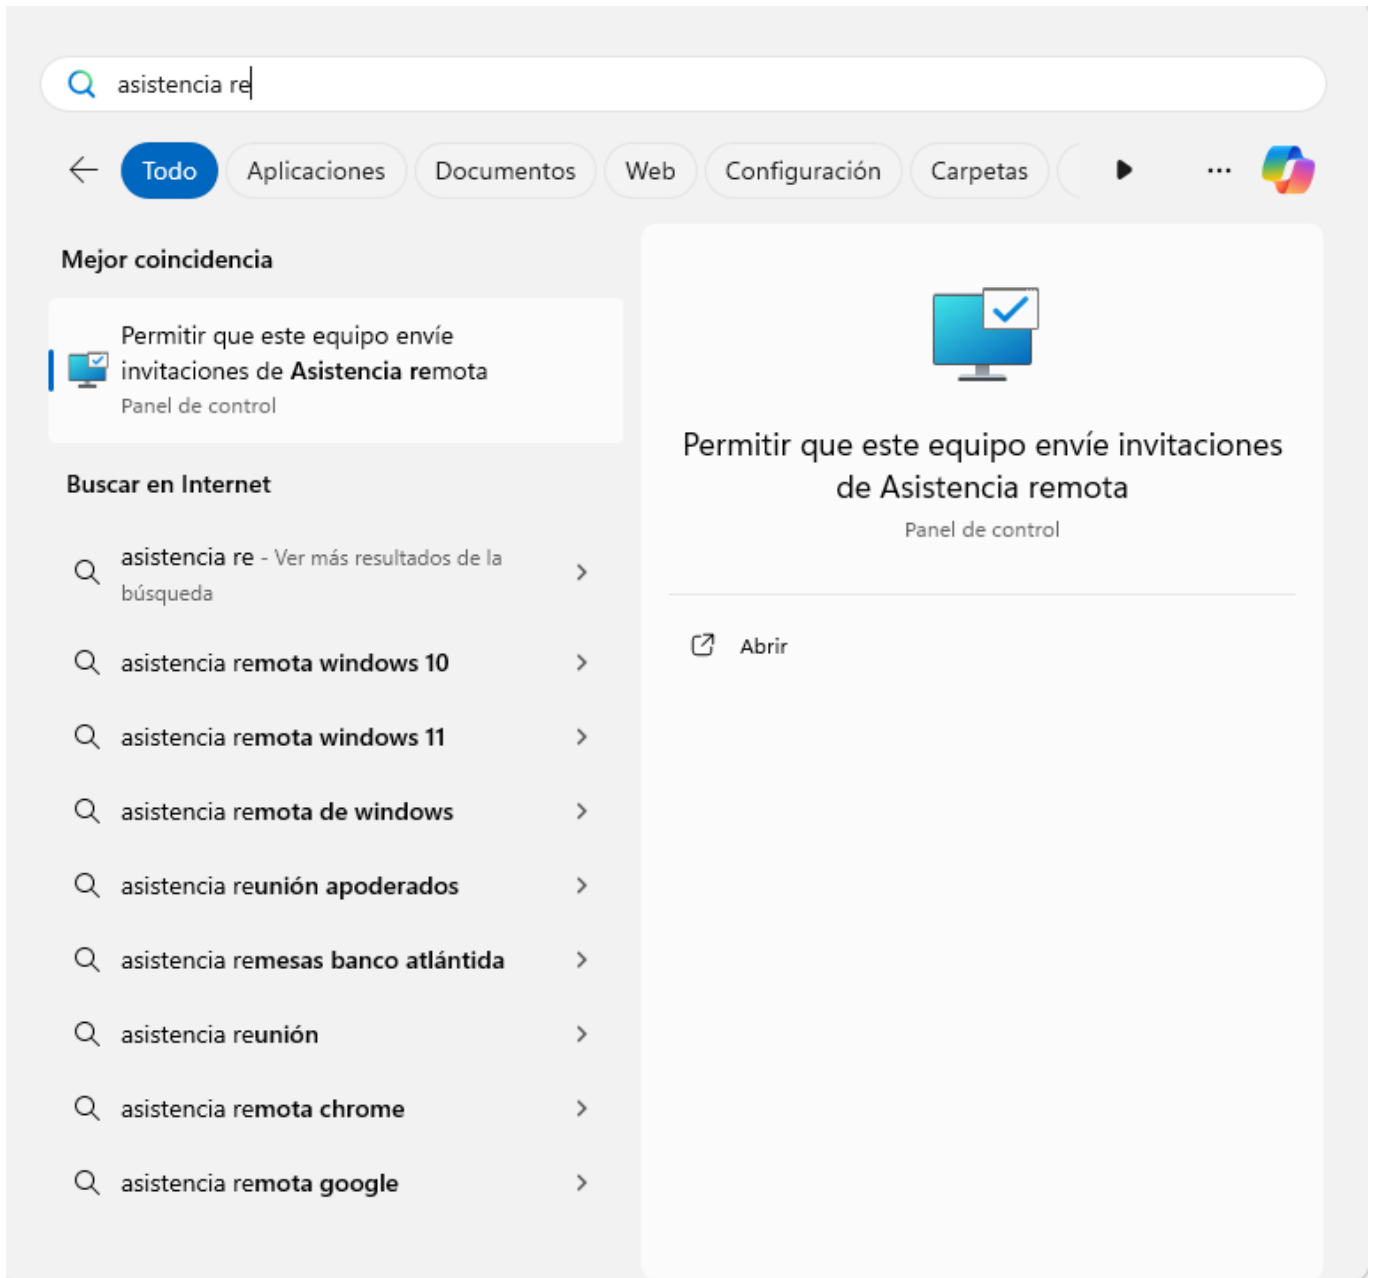 asistencia re
Todo
Aplicaciones
Documentos
Web
Configuración
Carpetas
Mejor coincidencia
Permitir que este equipo envíe
invitaciones de Asistencia remota
Panel de control
Buscar en Internet
asistencia re - Ver más resultados de la
búsqueda
asistencia remota windows 10
asistencia remota windows 11
asistencia remota de windows
asistencia reunión apoderados
asistencia remesas banco atlántida
asistencia reunión
asistencia remota chrome
asistencia remota google
Permitir que este equipo envíe invitaciones
de Asistencia remota
Panel de control
Abrir